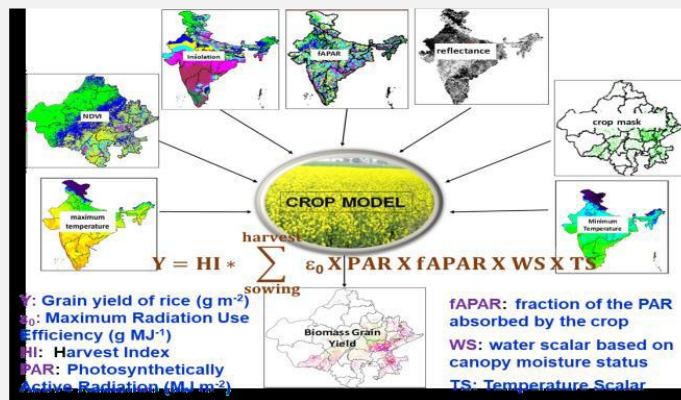 Insolation
fAPAR
reflectance
NDVI
crop mask
CROP MODEL
maximum
temperature
Minimum
Temperature
harvest
Y = HI * ∑ ε₀ X PAR X fAPAR X WS X TS
sowing
Y: Grain yield of rice (g m-2)
ε₀: Maximum Radiation Use
Efficiency (g MJ-1)
HI: Harvest Index
PAR: Photosynthetically
Active Radiation (MJ m-2)
Biomass Grain
Yield
fAPAR: fraction of the PAR
absorbed by the crop
WS: water scalar based on
canopy moisture status
TS: Temperature Scalar